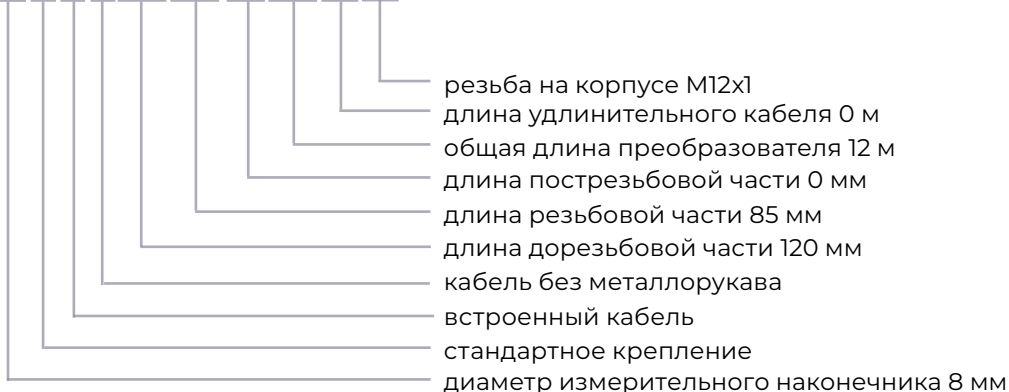 резьба на корпусе М12х1
длина удлинительного кабеля 0 м
общая длина преобразователя 12 м
длина пострезьбовой части 0 мм
длина резьбовой части 85 мм
длина дорезьбовой части 120 мм
кабель без металлорукава
встроенный кабель
стандартное крепление
диаметр измерительного наконечника 8 мм